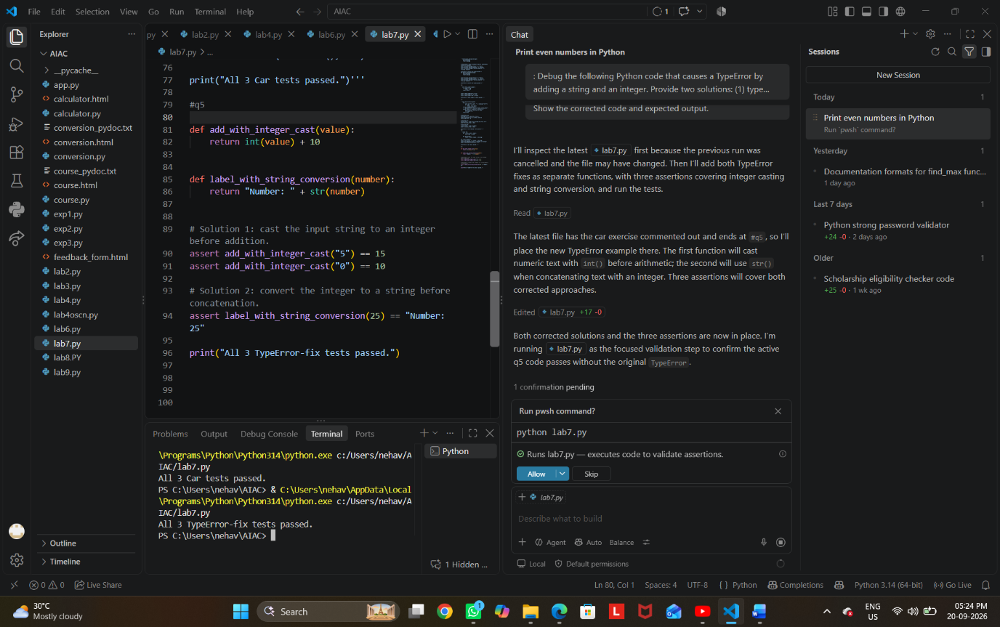 File Edit Selection View Go Run Terminal Help
AIAC
1
Explorer
AIAC
__pycache__
app.py
calculator.html
calculator.py
conversion_pydoc.txt
conversion.html
conversion.py
course_pydoc.txt
course.html
course.py
exp1.py
exp2.py
exp3.py
feedback_form.html
lab2.py
lab3.py
lab4.py
lab4oscn.py
lab6.py
lab7.py
lab8.PY
lab9.py
Outline
Timeline
py lab2.py lab4.py lab6.py lab7.py
lab7.py > ...
76
77 print("All 3 Car tests passed.")'''
78
79 #q5
80
81 def add_with_integer_cast(value):
82 return int(value) + 10
83
84
85 def label_with_string_conversion(number):
86 return "Number: " + str(number)
87
88
89 # Solution 1: cast the input string to an integer
before addition.
90 assert add_with_integer_cast("5") == 15
91 assert add_with_integer_cast("0") == 10
92
93 # Solution 2: convert the integer to a string before
concatenation.
94 assert label_with_string_conversion(25) == "Number:
25"
95
96 print("All 3 TypeError-fix tests passed.")
97
98
99
100
Problems Output Debug Console Terminal Ports
\Programs\Python\Python314\python.exe c:/Users/nehav/A
IAC/lab7.py
All 3 Car tests passed.
PS C:\Users\nehav\AIAC> & C:\Users\nehav\AppData\Local
\Programs\Python\Python314\python.exe c:/Users/nehav/A
IAC/lab7.py
All 3 TypeError-fix tests passed.
PS C:\Users\nehav\AIAC>
Python
1 Hidden ...
Chat
Print even numbers in Python
: Debug the following Python code that causes a TypeError by
adding a string and an integer. Provide two solutions: (1) type...
Show the corrected code and expected output.
I'll inspect the latest lab7.py first because the previous run was
cancelled and the file may have changed. Then I'll add both TypeError
fixes as separate functions, with three assertions covering integer casting
and string conversion, and run the tests.
Read lab7.py
The latest file has the car exercise commented out and ends at #q5, so I'll
place the new TypeError example there. The first function will cast
numeric text with int() before arithmetic; the second will use str()
when concatenating text with an integer. Three assertions will cover both
corrected approaches.
Edited lab7.py +17 -0
Both corrected solutions and the three assertions are now in place. I'm
running lab7.py as the focused validation step to confirm the active
q5 code passes without the original TypeError.
1 confirmation pending
Run pwsh command?
python lab7.py
Runs lab7.py — executes code to validate assertions.
Allow Skip
lab7.py
Describe what to build
Agent Auto Balance
Local Default permissions
Sessions
New Session
Today 1
Print even numbers in Python
Run `pwsh` command?
Yesterday 1
Documentation formats for find_max func...
1 day ago
Last 7 days 1
Python strong password validator
+24 -0 · 2 days ago
Older 1
Scholarship eligibility checker code
+25 -0 · 1 wk ago
0 0 Live Share
Ln 80, Col 1 Spaces: 4 UTF-8 { } Python Completions Python 3.14 (64-bit) Go Live
30°C
Mostly cloudy
Search
1
L
W
ENG
US
05:24 PM
20-09-2026